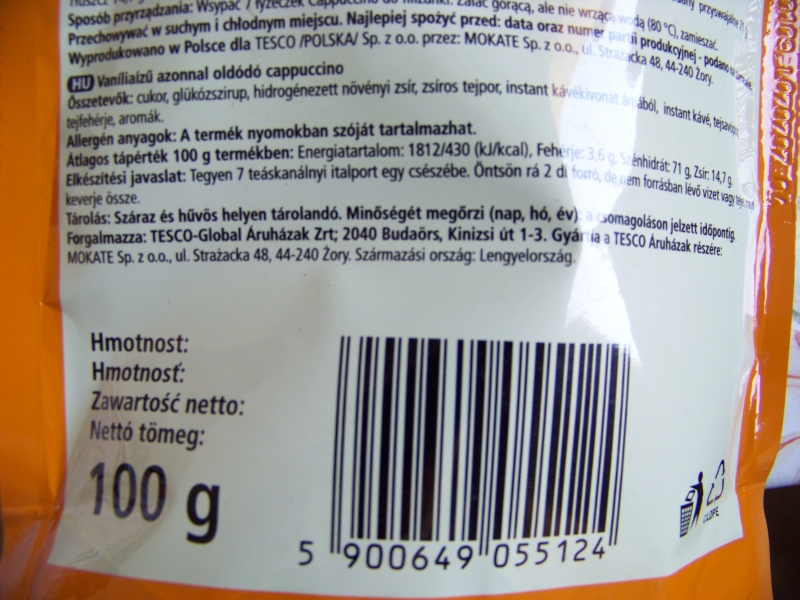 Sposób przyrządzania: Wsypać 7 łyżeczek cappuccino do filiżanki. Zalać gorącą, ale nie wrzącą wodą (80 °C), zamieszać.
Przechowywać w suchym i chłodnym miejscu. Najlepiej spożyć przed: data oraz numer partii produkcyjnej - podano na
Wyprodukowano w Polsce dla TESCO /POLSKA/ Sp. z o.o. przez: MOKATE Sp. z o.o., ul. Strażacka 48, 44-240 Żory.
HU Vaníliaízű azonnal oldódó cappuccino
Összetevők: cukor, glükózszirup, hidrogénezett növényi zsír, zsíros tejpor, instant kávékivonat ából, instant kávé,
tejfehérje, aromák.
Allergén anyagok: A termék nyomokban szóját tartalmazhat.
Átlagos tápérték 100 g termékben: Energiatartalom: 1812/430 (kJ/kcal), Fehérje: 3,6 g, Szénhidrát: 71 g, Zsír: 14,7 g.
Elkészítési javaslat: Tegyen 7 teáskanálnyi italport egy csészébe. Öntsön rá 2 dl forró, de nem forrásban lévő vizet vagy
keverje össze.
Tárolás: Száraz és hűvös helyen tárolandó. Minőségét megőrzi (nap, hó, év): a csomagoláson jelzett időpontig.
Forgalmazza: TESCO-Global Áruházak Zrt; 2040 Budaörs, Kinizsi út 1-3. Gyártja a TESCO Áruházak részére:
MOKATE Sp. z o.o., ul. Strażacka 48, 44-240 Żory. Származási ország: Lengyelország.
Hmotnost:
Hmotnosť:
Zawartość netto:
Nettó tömeg:
100 g
5 900649 055124